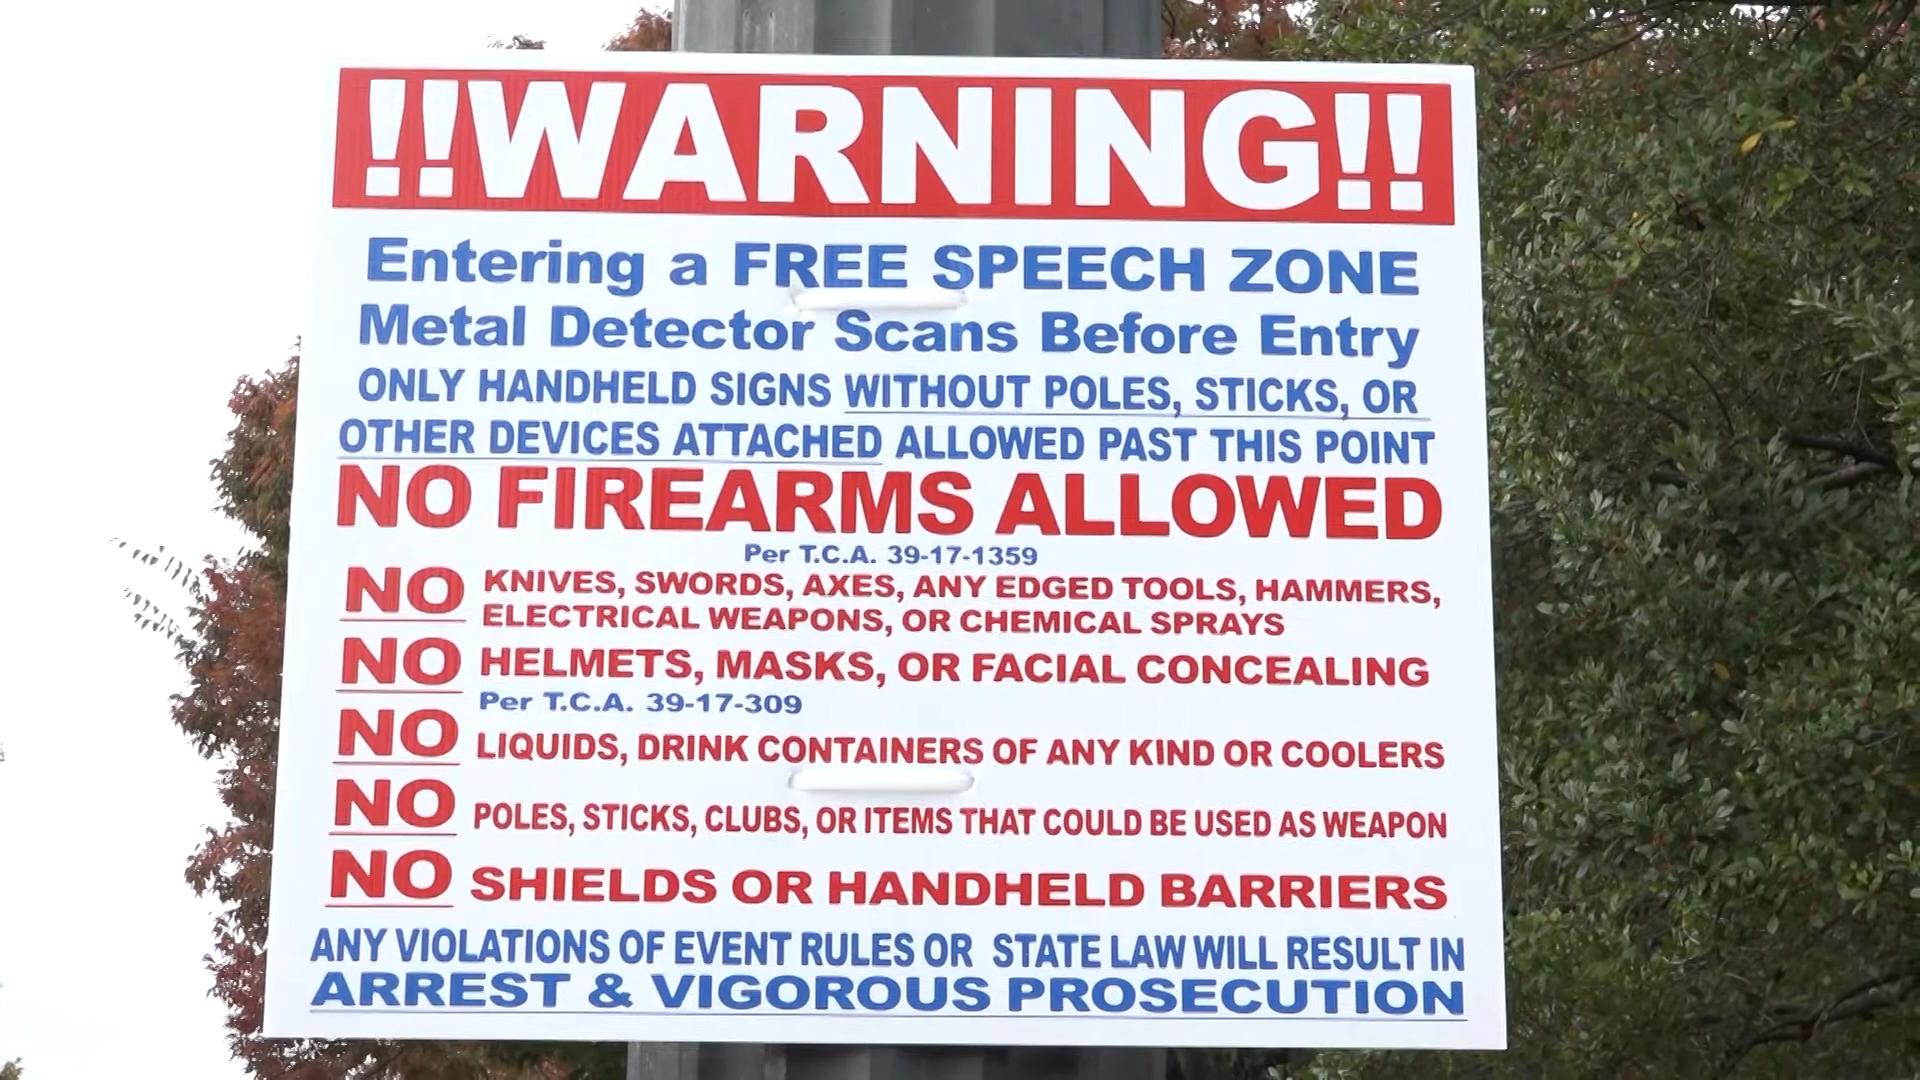 !!WARNING!!
Entering a FREE SPEECH ZONE
Metal Detector Scans Before Entry
ONLY HANDHELD SIGNS WITHOUT POLES, STICKS, OR
OTHER DEVICES ATTACHED ALLOWED PAST THIS POINT
NO FIREARMS ALLOWED
Per T.C.A. 39-17-1359
NO KNIVES, SWORDS, AXES, ANY EDGED TOOLS, HAMMERS,
ELECTRICAL WEAPONS, OR CHEMICAL SPRAYS
NO HELMETS, MASKS, OR FACIAL CONCEALING
Per T.C.A. 39-17-309
NO LIQUIDS, DRINK CONTAINERS OF ANY KIND OR COOLERS
NO POLES, STICKS, CLUBS, OR ITEMS THAT COULD BE USED AS WEAPON
NO SHIELDS OR HANDHELD BARRIERS
ANY VIOLATIONS OF EVENT RULES OR STATE LAW WILL RESULT IN
ARREST & VIGOROUS PROSECUTION